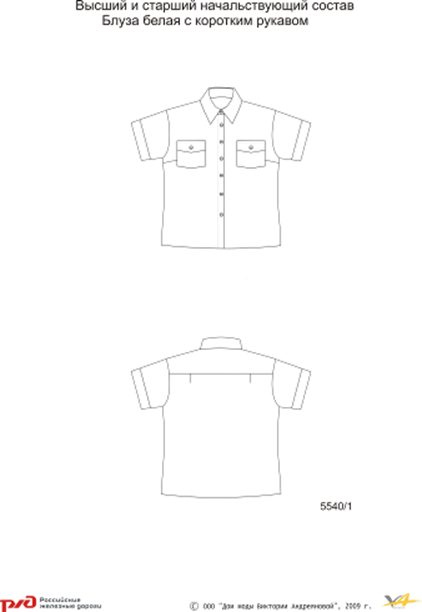 Высший и старший начальствующий состав
Блуза белая с коротким рукавом
5540/1
Российские
железные дороги
© ООО "Дом моды Виктории Андреяновой", 2009 г.